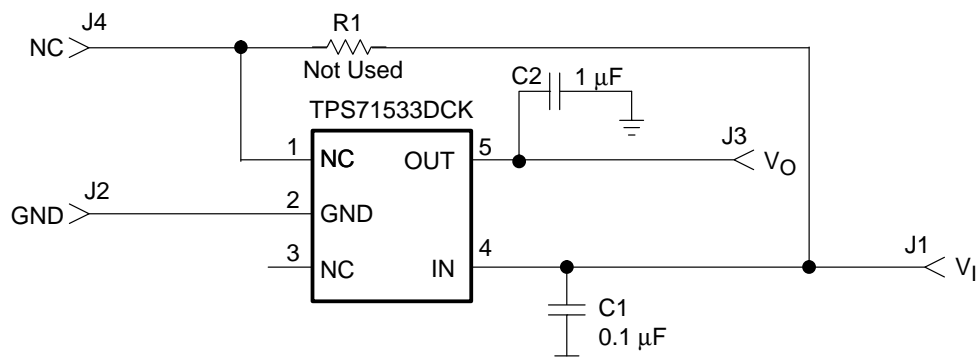 J4
NC
R1
Not Used
C2
1 μF
TPS71533DCK
1
NC
OUT
5
J3
VO
J2
GND
2
GND
3
NC
IN
4
J1
VI
C1
0.1 μF